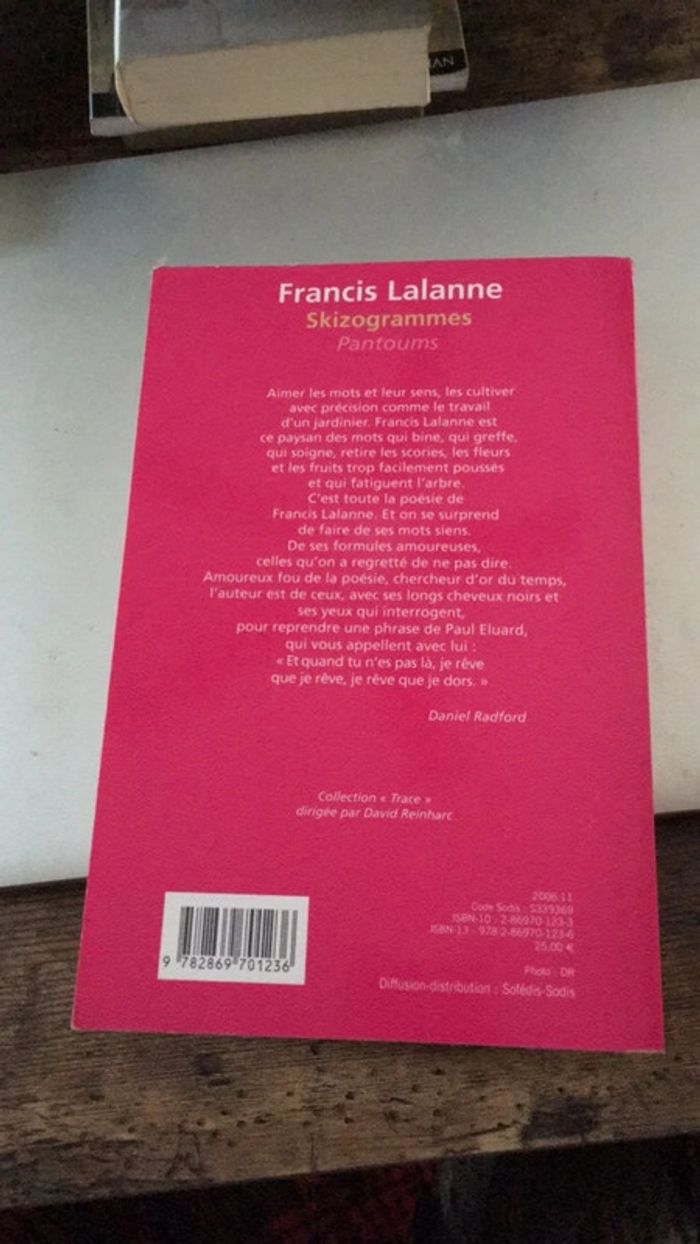 MAN
Francis Lalanne
Skizogrammes
Pantoums
Aimer les mots et leur sens, les cultiver
avec précision comme le travail
d'un jardinier. Francis Lalanne est
ce paysan des mots qui bine, qui greffe,
qui soigne, retire les scories, les fleurs
et les fruits trop facilement poussés
et qui fatiguent l'arbre.
C'est toute la poésie de
Francis Lalanne. Et on se surprend
de faire de ses mots siens.
De ses formules amoureuses,
celles qu'on a regretté de ne pas dire.
Amoureux fou de la poésie, chercheur d'or du temps,
l'auteur est de ceux, avec ses longs cheveux noirs et
ses yeux qui interrogent,
pour reprendre une phrase de Paul Eluard,
qui vous appellent avec lui :
« Et quand tu n'es pas là, je rêve
que je rêve, je rêve que je dors. »
Daniel Radford
Collection « Trace »
dirigée par David Reinharc
2006.11
Code Sodis : S339369
ISBN-10 : 2-86970-123-3
ISBN-13 : 978-2-86970-123-6
25,00 €
Photo : DR
Diffusion-distribution : Sofédis-Sodis
9 782869 701236